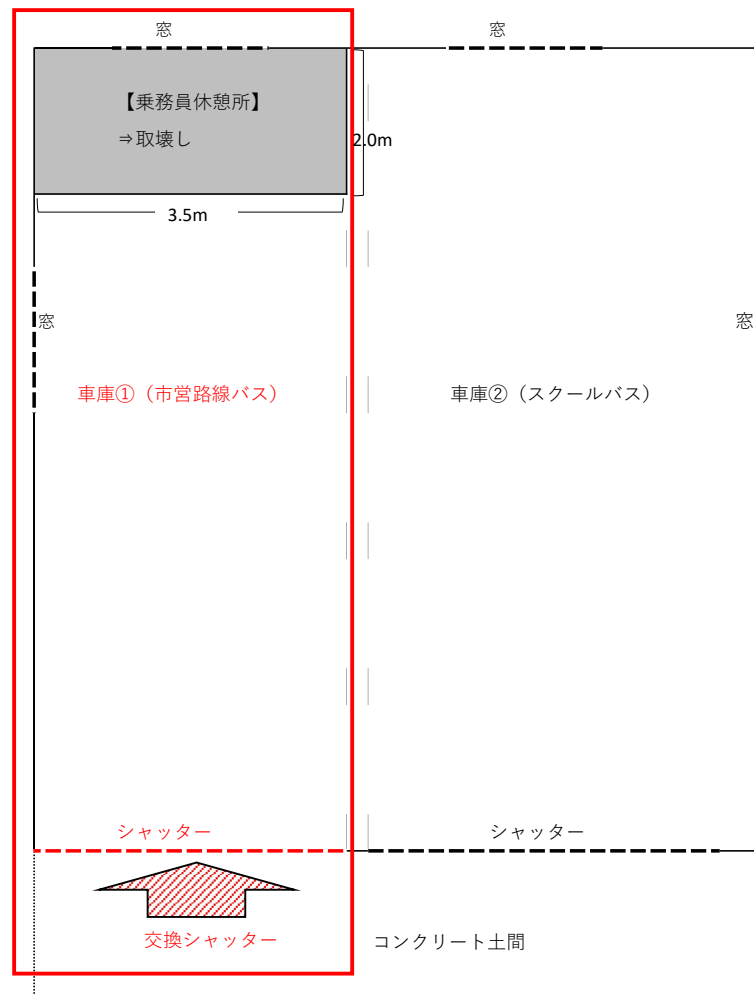 窓
窓
【乗務員休憩所】
⇒取壊し
2.0m
3.5m
窓
窓
車庫①（市営路線バス）
車庫②（スクールバス）
シャッター
シャッター
交換シャッター
コンクリート土間